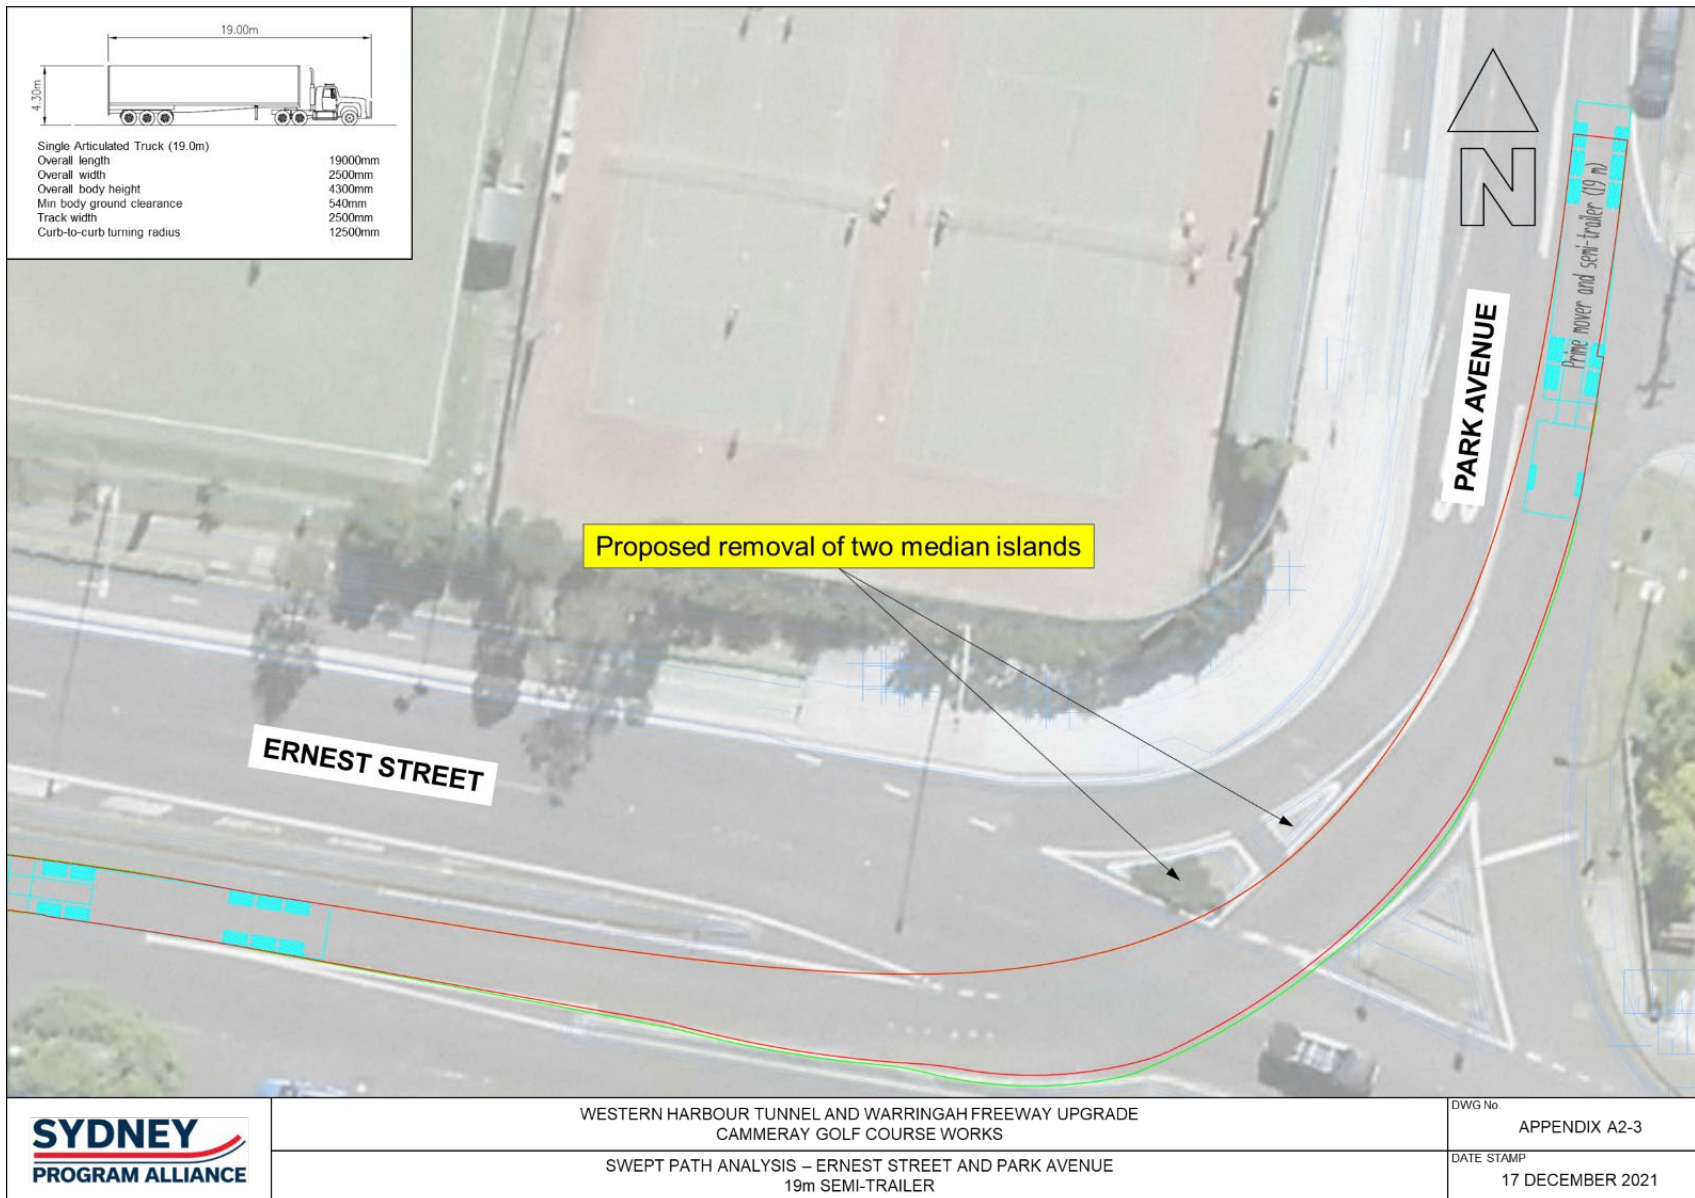 19.00m
4.30m
Single Articulated Truck (19.0m)
Overall length 19000mm
Overall width 2500mm
Overall body height 4300mm
Min body ground clearance 540mm
Track width 2500mm
Curb-to-curb turning radius 12500mm
N
Prime mover and semi-trailer (19 m)
PARK AVENUE
Proposed removal of two median islands
ERNEST STREET
SYDNEY
PROGRAM ALLIANCE
WESTERN HARBOUR TUNNEL AND WARRINGAH FREEWAY UPGRADE
CAMMERAY GOLF COURSE WORKS
SWEPT PATH ANALYSIS – ERNEST STREET AND PARK AVENUE
19m SEMI-TRAILER
DWG No.
APPENDIX A2-3
DATE STAMP
17 DECEMBER 2021